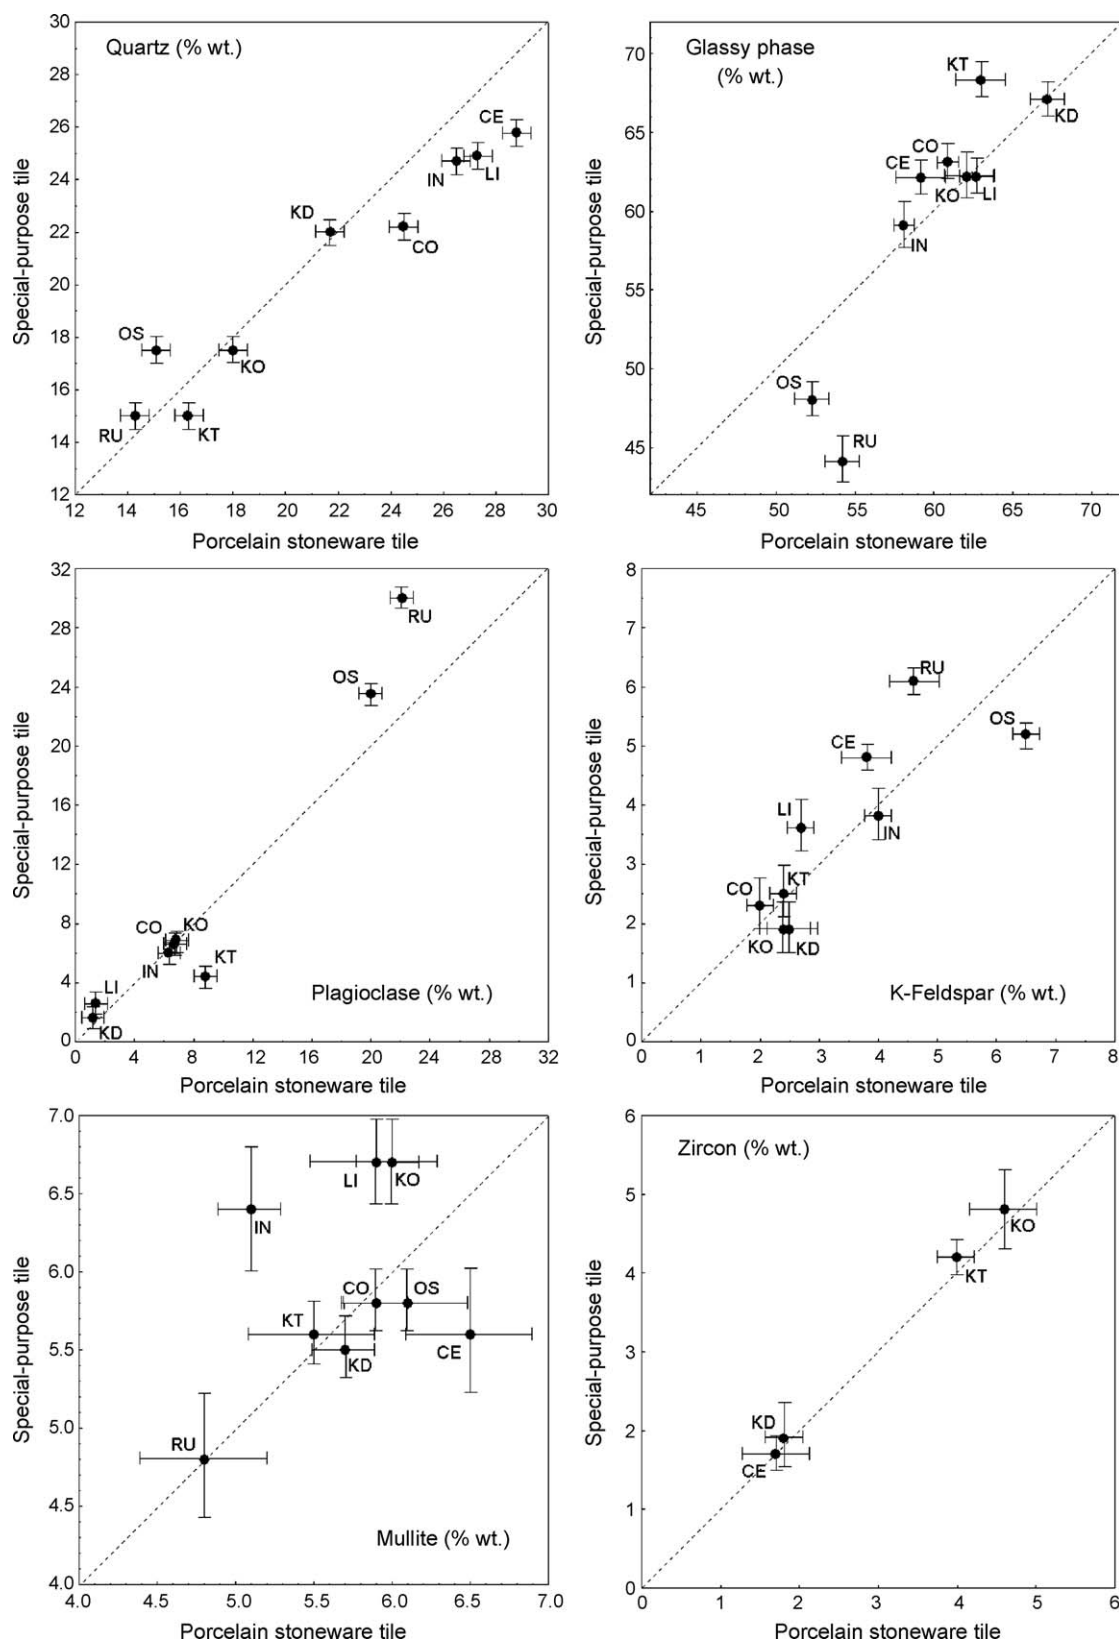 30
28
26
24
22
20
18
16
14
12
Special-purpose tile
Quartz (% wt.)
CE
IN
LI
KD
CO
OS
KO
RU
KT
12 14 16 18 20 22 24 26 28 30
Porcelain stoneware tile
70
65
60
55
50
45
Special-purpose tile
Glassy phase
(% wt.)
KT
KD
CO
CE
KO
LI
IN
OS
RU
45 50 55 60 65 70
Porcelain stoneware tile
32
28
24
20
16
12
8
4
0
Special-purpose tile
RU
OS
CO
KO
IN
KT
LI
KD
Plagioclase (% wt.)
0 4 8 12 16 20 24 28 32
Porcelain stoneware tile
8
7
6
5
4
3
2
1
0
Special-purpose tile
RU
OS
CE
LI
IN
KT
CO
KO
KD
K-Feldspar (% wt.)
0 1 2 3 4 5 6 7 8
Porcelain stoneware tile
7.0
6.5
6.0
5.5
5.0
4.5
4.0
Special-purpose tile
LI
KO
IN
CO
OS
KT
KD
CE
RU
Mullite (% wt.)
4.0 4.5 5.0 5.5 6.0 6.5 7.0
Porcelain stoneware tile
6
5
4
3
2
1
0
Special-purpose tile
Zircon (% wt.)
KO
KT
KD
CE
0 1 2 3 4 5 6
Porcelain stoneware tile